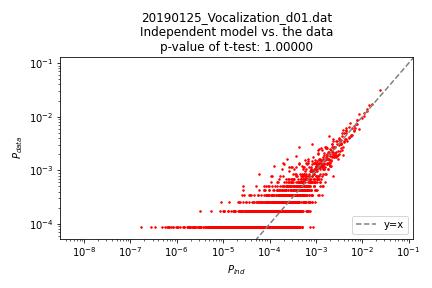 20190125_Vocalization_d01.dat
Independent model vs. the data
p-value of t-test: 1.00000
10⁻¹
10⁻²
10⁻³
10⁻⁴
P_data
y=x
10⁻⁸ 10⁻⁷ 10⁻⁶ 10⁻⁵ 10⁻⁴ 10⁻³ 10⁻² 10⁻¹
P_ind